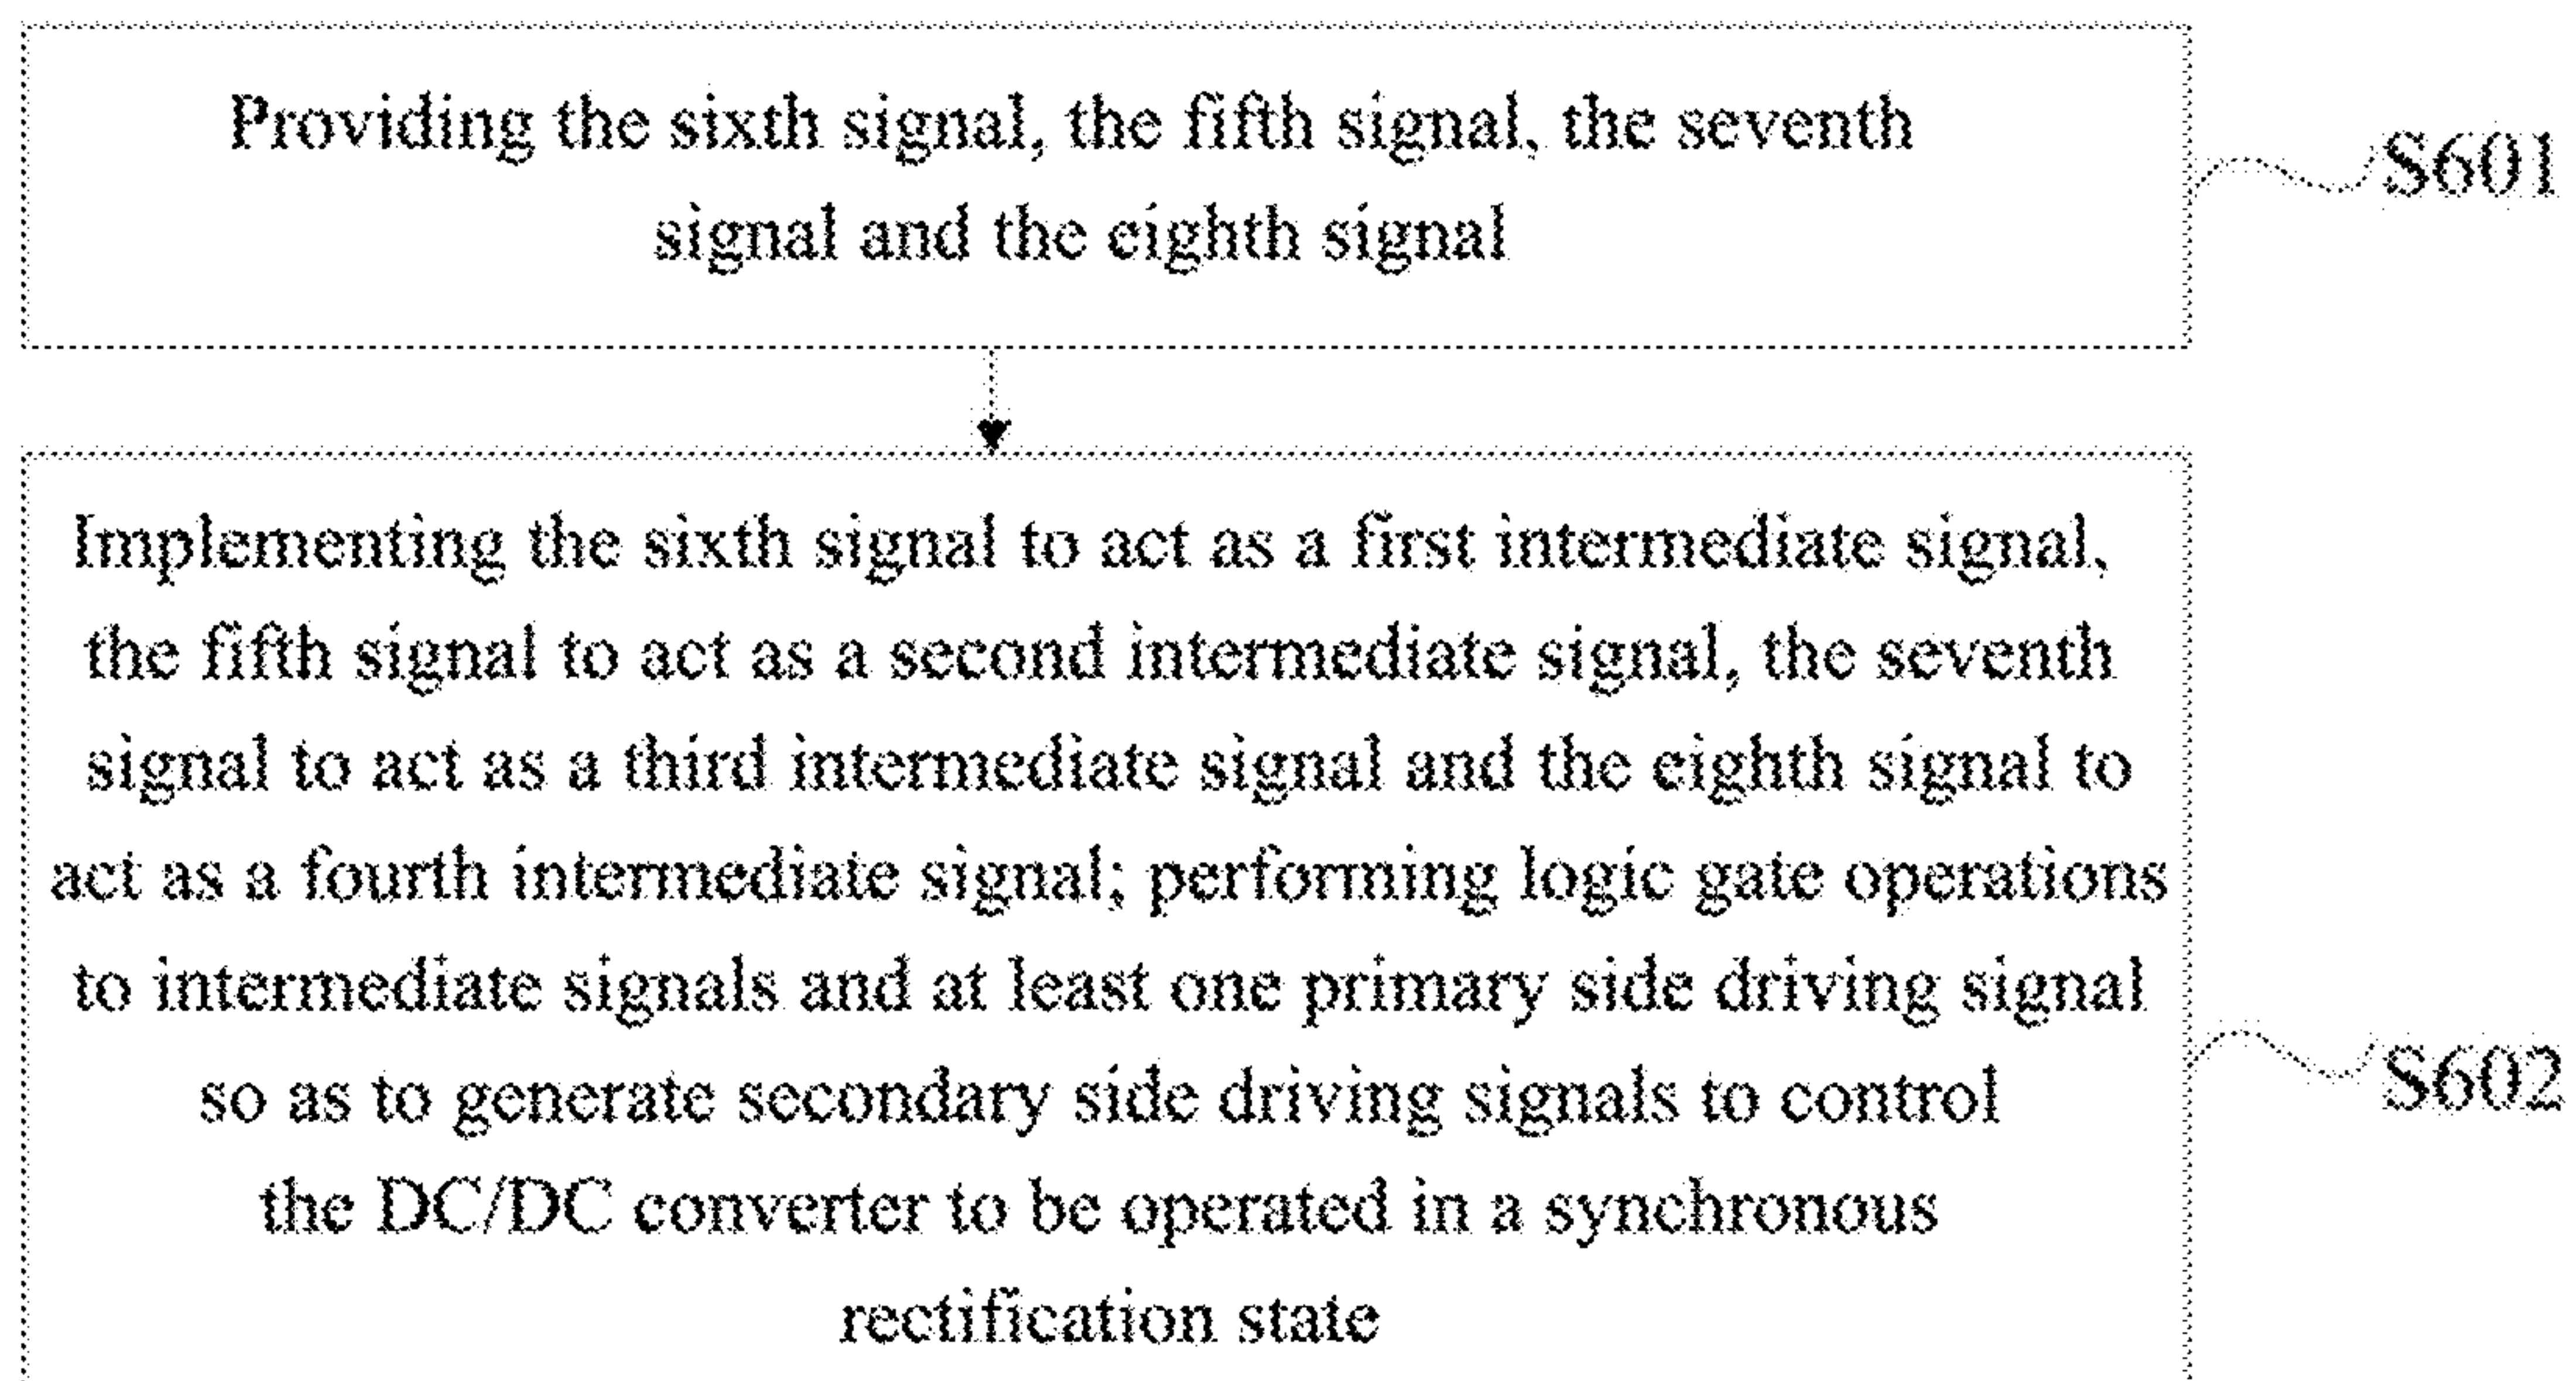 Providing the sixth signal, the fifth signal, the seventh
signal and the eighth signal
S601
Implementing the sixth signal to act as a first intermediate signal,
the fifth signal to act as a second intermediate signal, the seventh
signal to act as a third intermediate signal and the eighth signal to
act as a fourth intermediate signal; performing logic gate operations
to intermediate signals and at least one primary side driving signal
so as to generate secondary side driving signals to control
the DC/DC converter to be operated in a synchronous
rectification state
S602